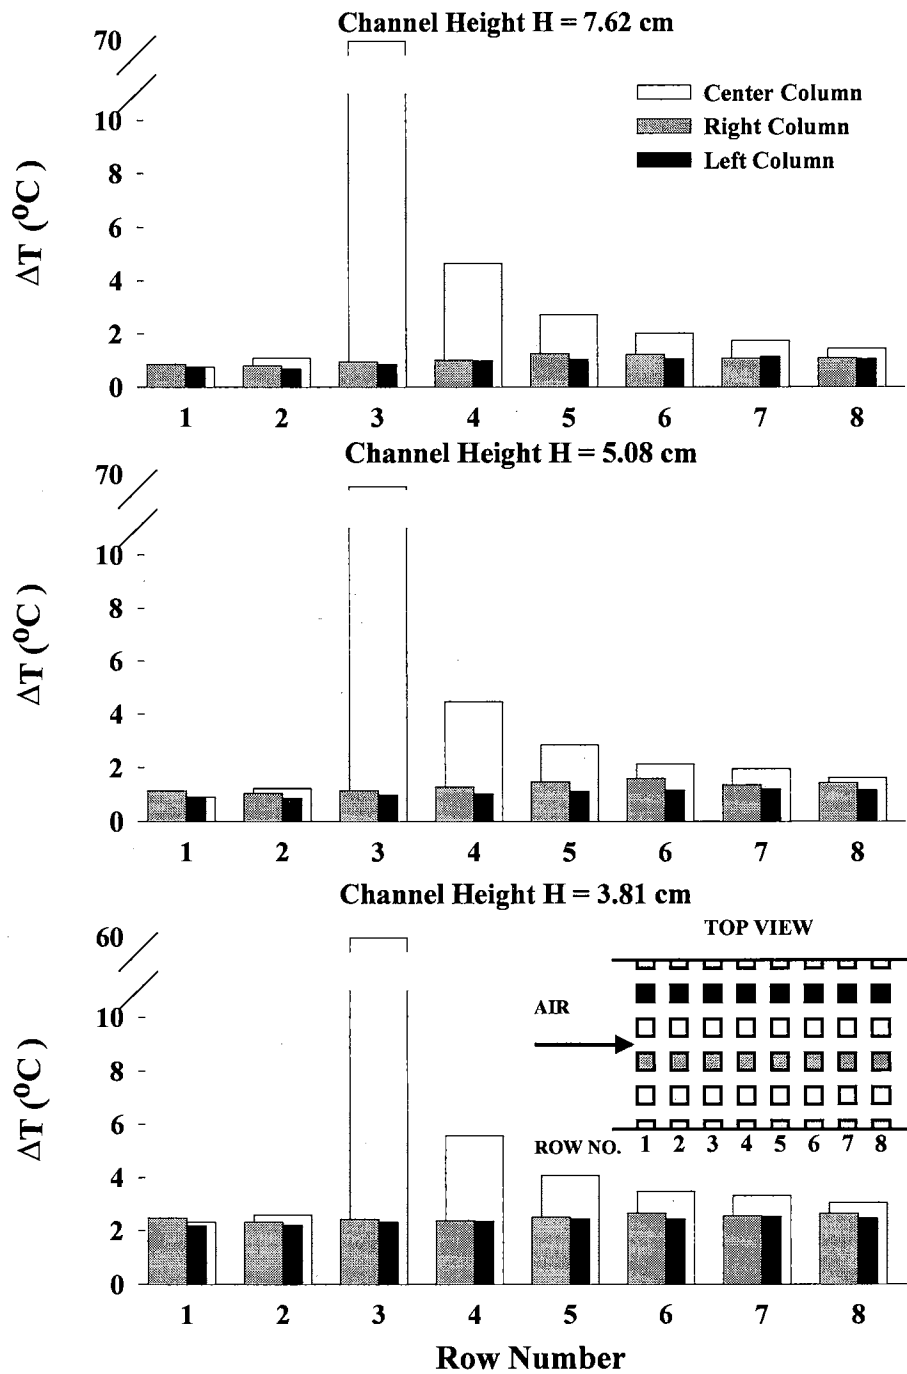 Channel Height H = 7.62 cm
70
10
8
6
4
2
0
ΔT (⁰C)
Center Column
Right Column
Left Column
1 2 3 4 5 6 7 8
Channel Height H = 5.08 cm
70
10
8
6
4
2
0
ΔT (⁰C)
1 2 3 4 5 6 7 8
Channel Height H = 3.81 cm
60
10
8
6
4
2
0
ΔT (⁰C)
TOP VIEW
AIR
ROW NO. 1 2 3 4 5 6 7 8
1 2 3 4 5 6 7 8
Row Number